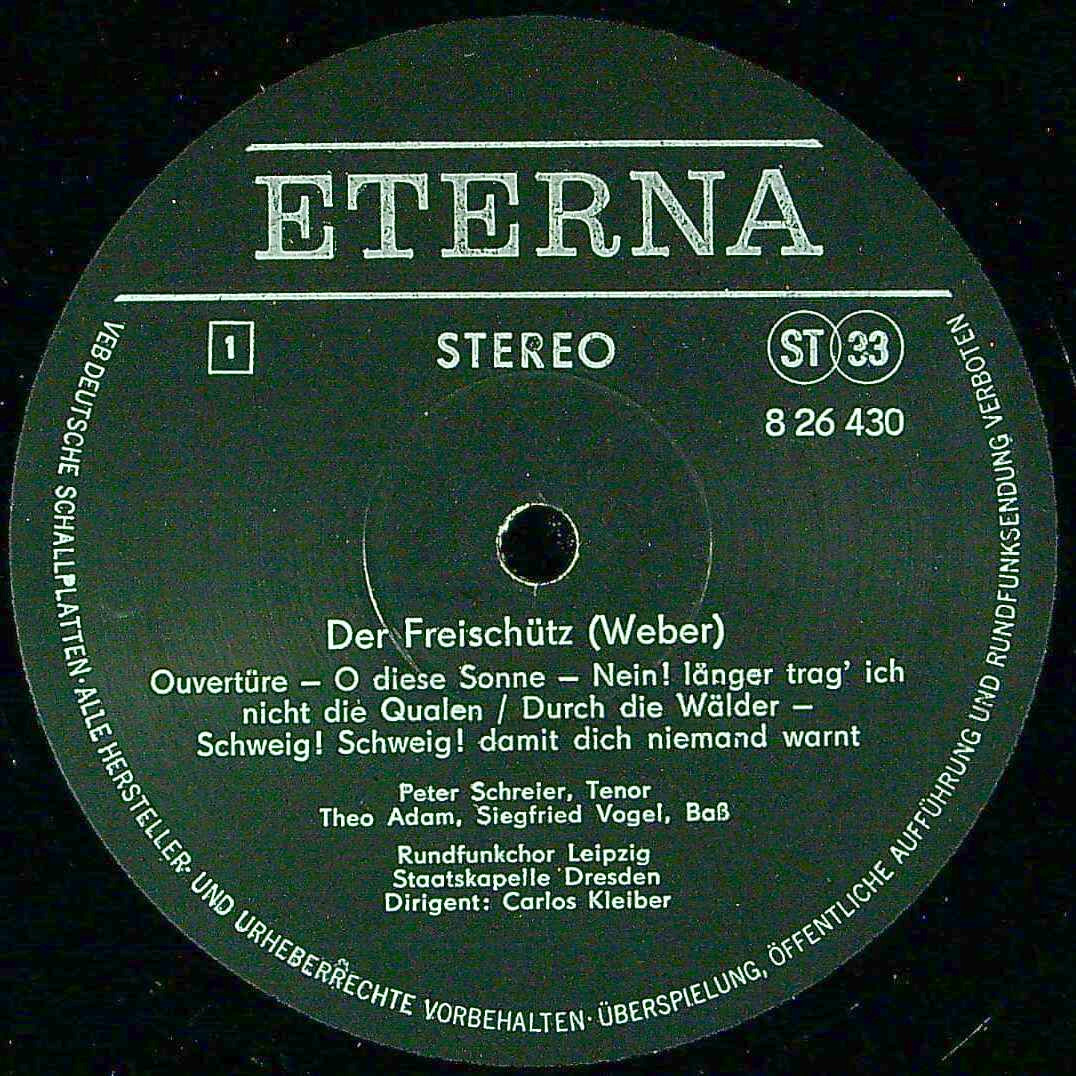 ETERNA
1
STEREO
ST 33
8 26 430
Der Freischütz (Weber)
Ouvertüre – O diese Sonne – Nein! länger trag' ich
nicht die Qualen / Durch die Wälder –
Schweig! Schweig! damit dich niemand warnt
Peter Schreier, Tenor
Theo Adam, Siegfried Vogel, Baß
Rundfunkchor Leipzig
Staatskapelle Dresden
Dirigent: Carlos Kleiber
VEB DEUTSCHE SCHALLPLATTEN · ALLE HERSTELLER- UND URHEBERRECHTE VORBEHALTEN · ÜBERSPIELUNG, ÖFFENTLICHE AUFFÜHRUNG UND RUNDFUNKSENDUNG VERBOTEN